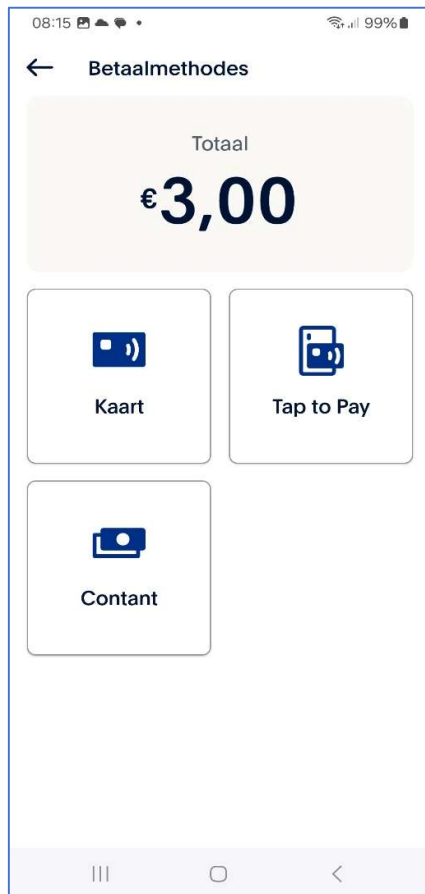 08:15 99%
Betaalmethodes
Totaal
€3,00
Kaart Tap to Pay
Contant